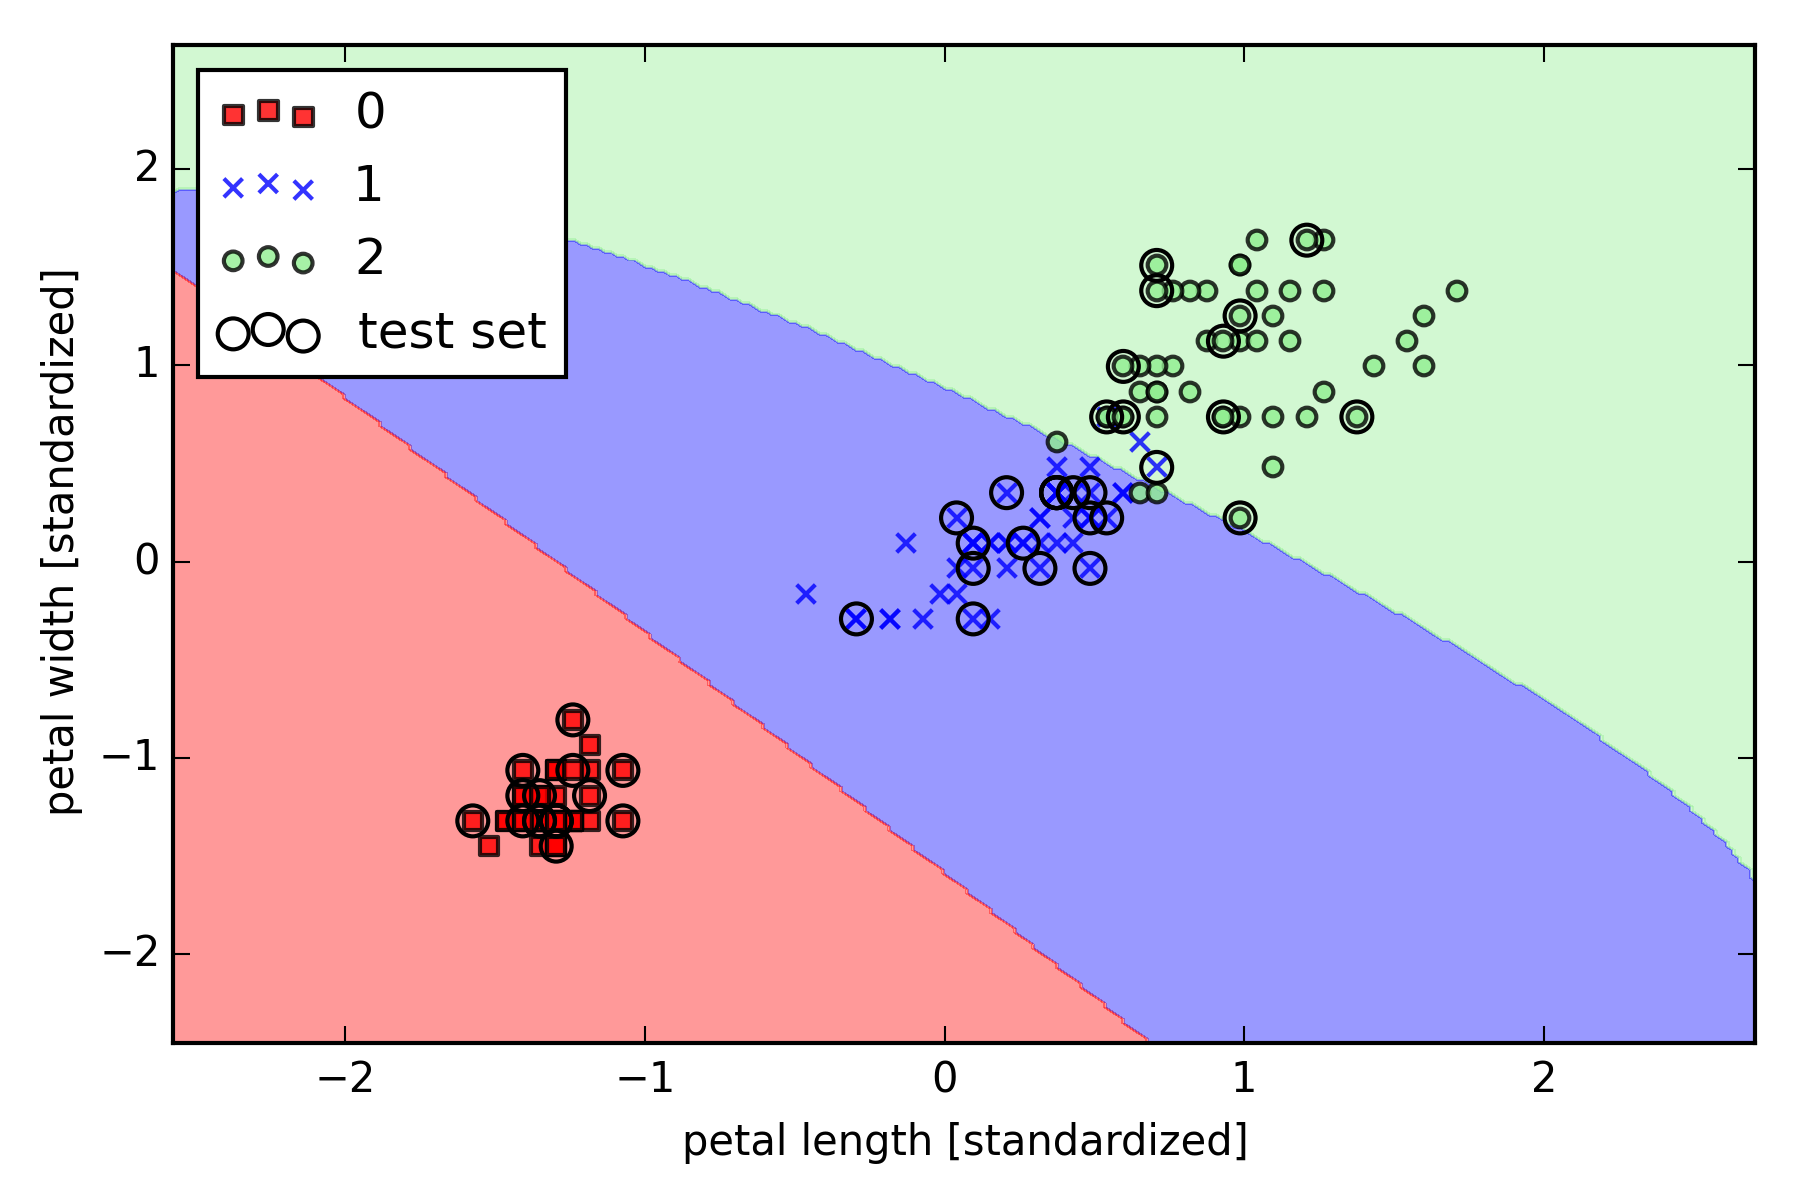 0
1
2
test set
2
1
0
−1
−2
petal width [standardized]
−2 −1 0 1 2
petal length [standardized]